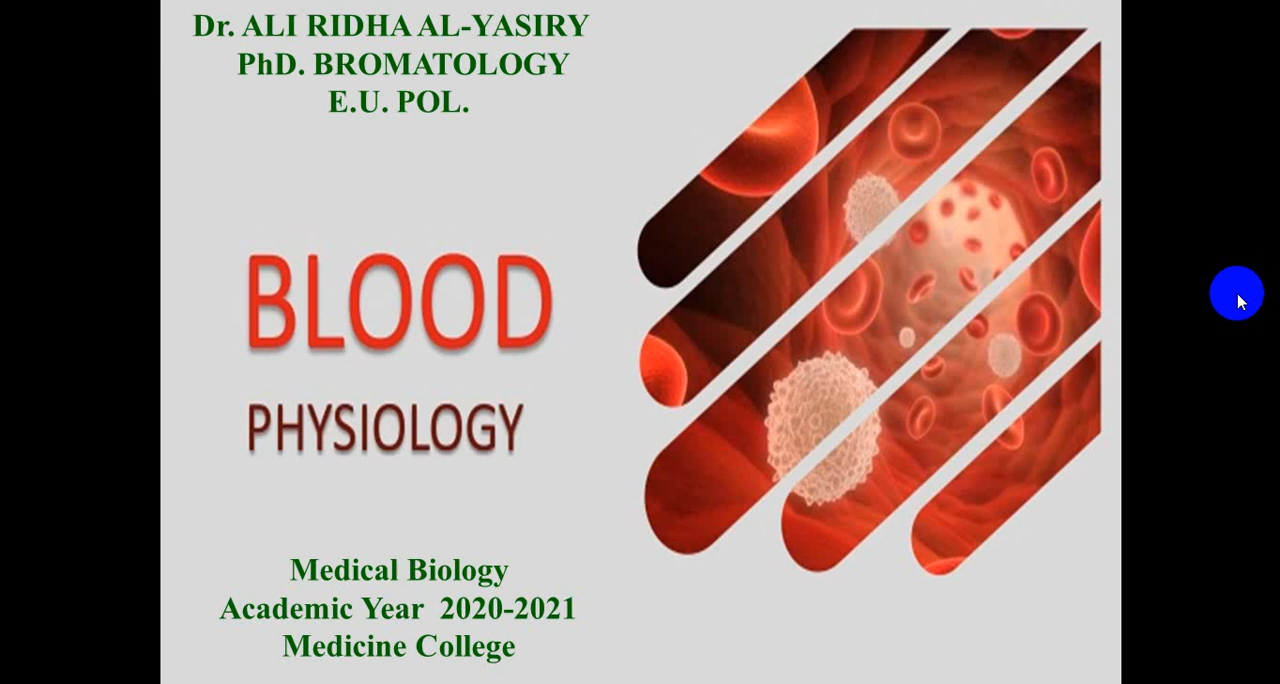 Dr. ALI RIDHA AL-YASIRY
PhD. BROMATOLOGY
E.U. POL.
BLOOD
PHYSIOLOGY
Medical Biology
Academic Year 2020-2021
Medicine College